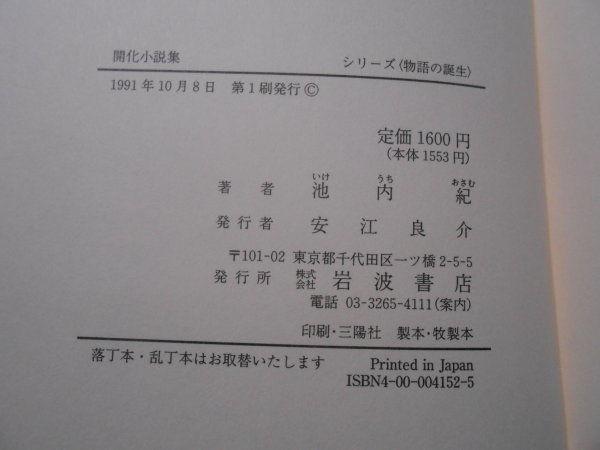 開化小説集　シリーズ〈物語の誕生〉
1991年10月8日　第1刷発行Ⓒ
定価1600円
(本体1553円)
いけ　うち　おさむ
著者　池内紀
発行者　安江良介
〒101-02 東京都千代田区一ツ橋2-5-5
発行所　株式会社　岩波書店
電話 03-3265-4111(案内)
印刷・三陽社　製本・牧製本
落丁本・乱丁本はお取替いたします　Printed in Japan
ISBN4-00-004152-5